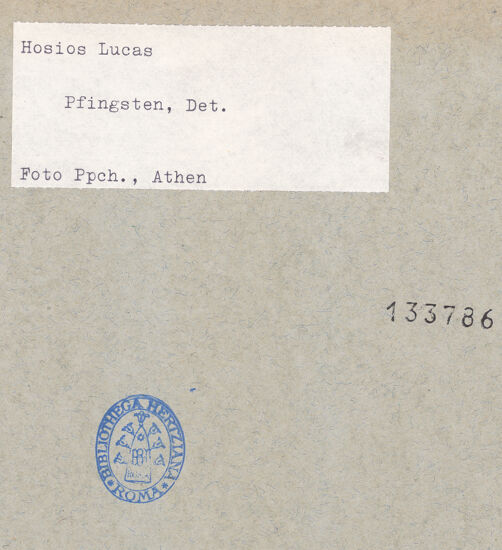 Hosios Lucas
Pfingsten, Det.
Foto Ppch., Athen
133786
BIBLIOTHECA HERTZIANA
* ROMA *